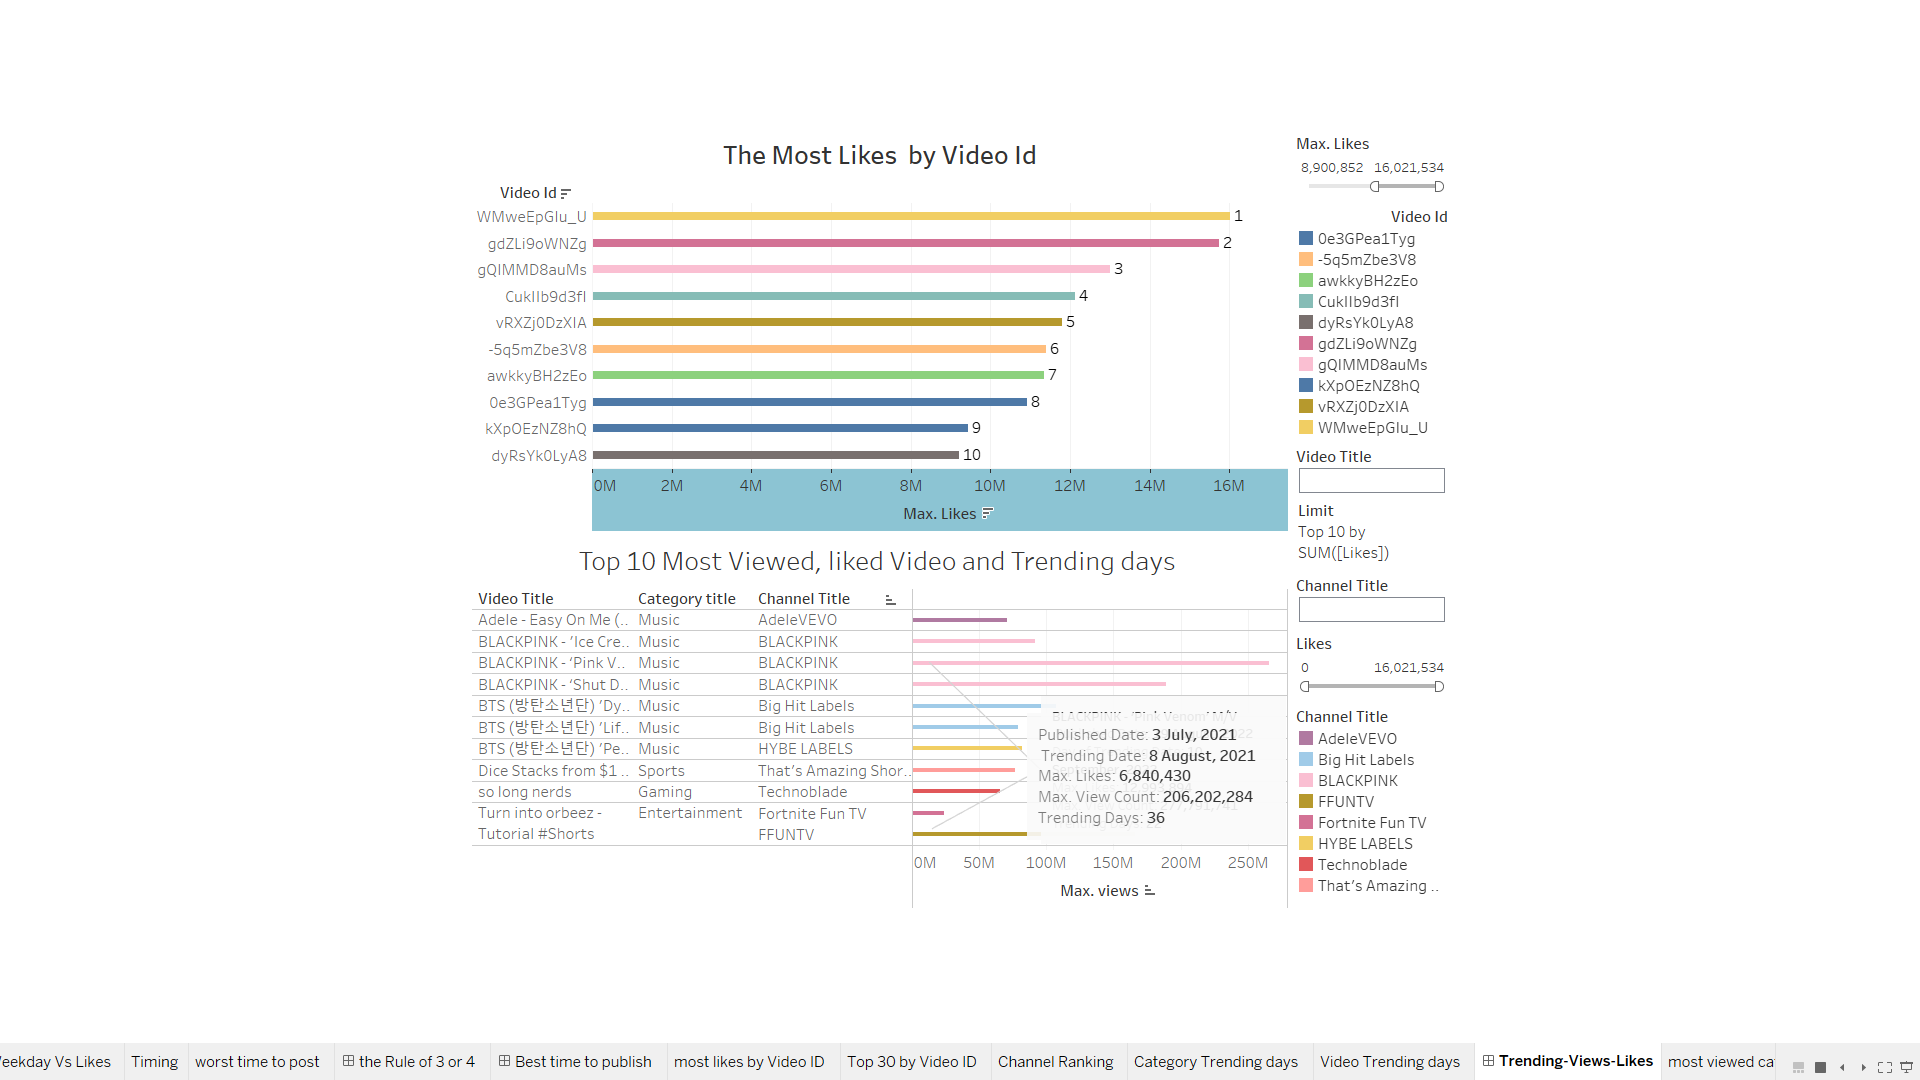 The Most Likes by Video Id
Video Id
WMweEpGIu_U
gdZLi9oWNZg
gQlMMD8auMs
CukIIb9d3fI
vRXZj0DzXIA
-5q5mZbe3V8
awkkyBH2zEo
0e3GPea1Tyg
kXpOEzNZ8hQ
dyRsYk0LyA8
1
2
3
4
5
6
7
8
9
10
0M 2M 4M 6M 8M 10M 12M 14M 16M
Max. Likes
Top 10 Most Viewed, liked Video and Trending days
Video Title Category title Channel Title
Adele - Easy On Me (.. Music AdeleVEVO
BLACKPINK - ‘Ice Cre.. Music BLACKPINK
BLACKPINK - ‘Pink V.. Music BLACKPINK
BLACKPINK - ‘Shut D.. Music BLACKPINK
BTS (방탄소년단) ’Dy.. Music Big Hit Labels
BTS (방탄소년단) ’Lif.. Music Big Hit Labels
BTS (방탄소년단) ’Pe.. Music HYBE LABELS
Dice Stacks from $1 .. Sports That’s Amazing Shor..
so long nerds Gaming Technoblade
Turn into orbeez - Entertainment Fortnite Fun TV
Tutorial #Shorts FFUNTV
BLACKPINK - ‘Pink Venom’ M/V
Published Date: 3 July, 2021
Trending Date: 8 August, 2021
Max. Likes: 6,840,430
Max. View Count: 206,202,284
Trending Days: 36
0M 50M 100M 150M 200M 250M
Max. views
Max. Likes
8,900,852 16,021,534
Video Id
0e3GPea1Tyg
-5q5mZbe3V8
awkkyBH2zEo
CukIIb9d3fI
dyRsYk0LyA8
gdZLi9oWNZg
gQlMMD8auMs
kXpOEzNZ8hQ
vRXZj0DzXIA
WMweEpGIu_U
Video Title
Limit
Top 10 by
SUM([Likes])
Channel Title
Likes
0 16,021,534
Channel Title
AdeleVEVO
Big Hit Labels
BLACKPINK
FFUNTV
Fortnite Fun TV
HYBE LABELS
Technoblade
That’s Amazing ..
eekday Vs Likes Timing worst time to post the Rule of 3 or 4 Best time to publish most likes by Video ID Top 30 by Video ID Channel Ranking Category Trending days Video Trending days Trending-Views-Likes most viewed ca